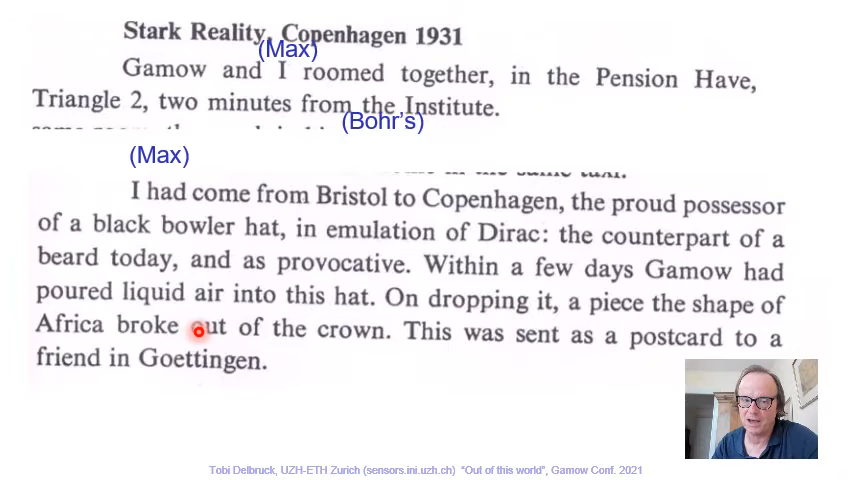 Stark Reality, Copenhagen 1931
(Max)
Gamow and I roomed together, in the Pension Have,
Triangle 2, two minutes from the Institute.
(Bohr's)
(Max)
in the same taxi.
I had come from Bristol to Copenhagen, the proud possessor
of a black bowler hat, in emulation of Dirac: the counterpart of a
beard today, and as provocative. Within a few days Gamow had
poured liquid air into this hat. On dropping it, a piece the shape of
Africa broke out of the crown. This was sent as a postcard to a
friend in Goettingen.
Tobi Delbruck, UZH-ETH Zurich (sensors.ini.uzh.ch) "Out of this world", Gamow Conf. 2021